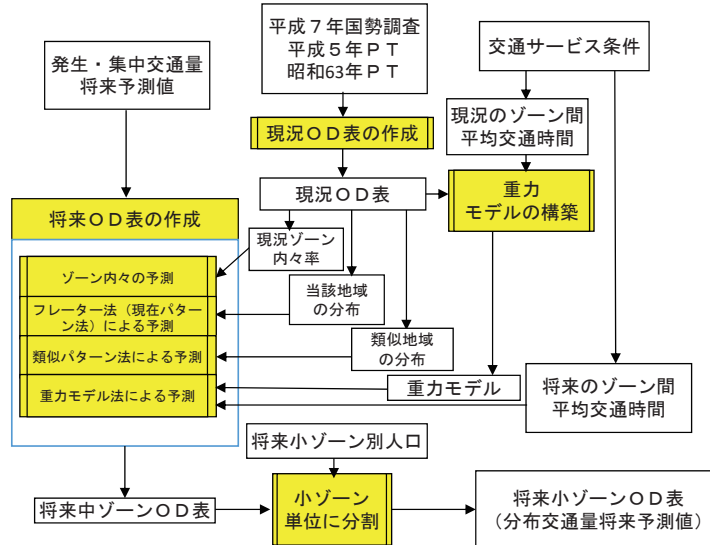 平成７年国勢調査
平成５年ＰＴ
昭和63年ＰＴ
発生・集中交通量
将来予測値
交通サービス条件
現況のゾーン間
平均交通時間
現況ＯＤ表の作成
現況ＯＤ表
重力
モデルの構築
将来ＯＤ表の作成
現況ゾーン
内々率
ゾーン内々の予測
当該地域
の分布
フレーター法（現在パター
ン法）による予測
類似地域
の分布
類似パターン法による予測
重力モデル
重力モデル法による予測
将来のゾーン間
平均交通時間
将来小ゾーン別人口
将来中ゾーンＯＤ表
小ゾーン
単位に分割
将来小ゾーンＯＤ表
（分布交通量将来予測値）